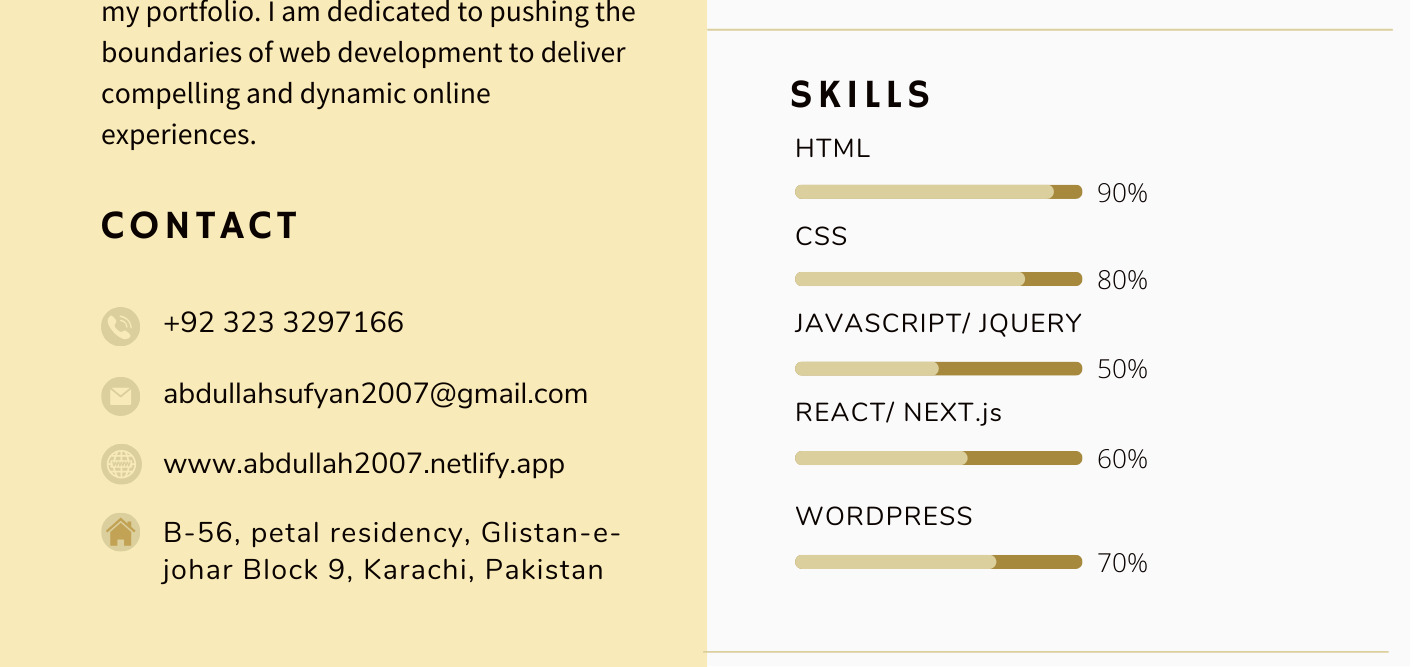 my portfolio. I am dedicated to pushing the
boundaries of web development to deliver
compelling and dynamic online
experiences.
CONTACT
+92 323 3297166
abdullahsufyan2007@gmail.com
www.abdullah2007.netlify.app
B-56, petal residency, Glistan-e-
johar Block 9, Karachi, Pakistan
SKILLS
HTML
90%
CSS
80%
JAVASCRIPT/ JQUERY
50%
REACT/ NEXT.js
60%
WORDPRESS
70%